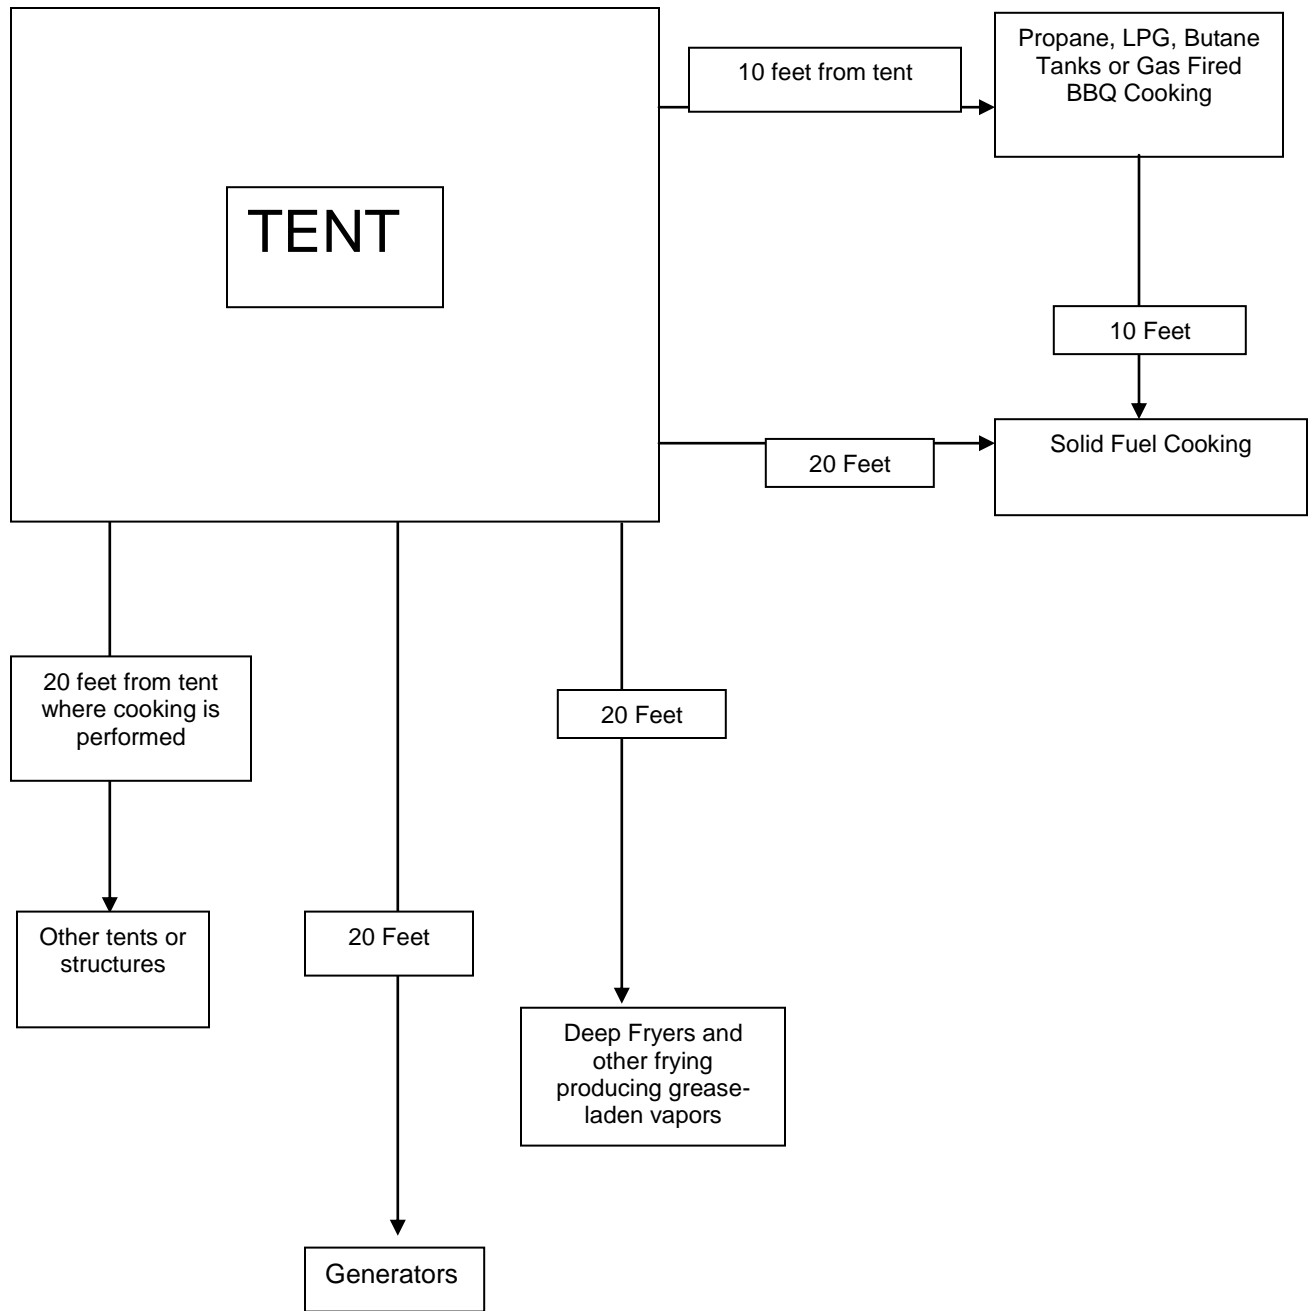 10 feet from tent
Propane, LPG, Butane
Tanks or Gas Fired
BBQ Cooking
TENT
10 Feet
20 Feet
Solid Fuel Cooking
20 feet from tent
where cooking is
performed
20 Feet
Other tents or
structures
20 Feet
Deep Fryers and
other frying
producing grease-
laden vapors
Generators